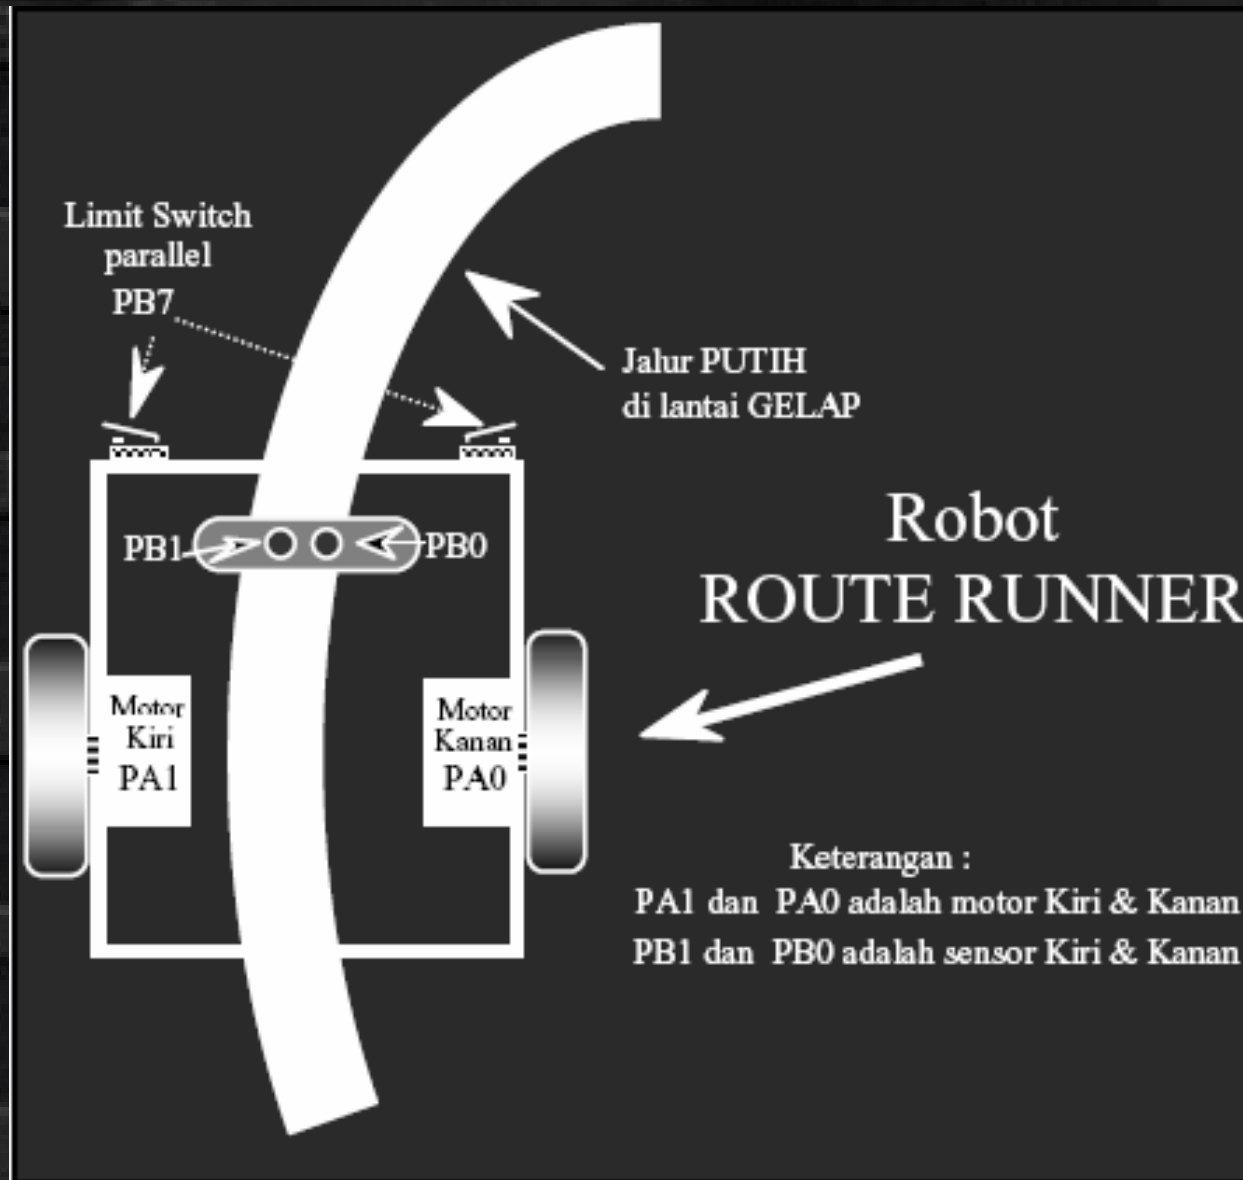 Limit Switch
parallel
PB7
Jalur PUTIH
di lantai GELAP
Robot
ROUTE RUNNER
PB1
PB0
Motor
Kiri
PA1
Motor
Kanan
PA0
Keterangan :
PA1 dan PA0 adalah motor Kiri & Kanan
PB1 dan PB0 adalah sensor Kiri & Kanan